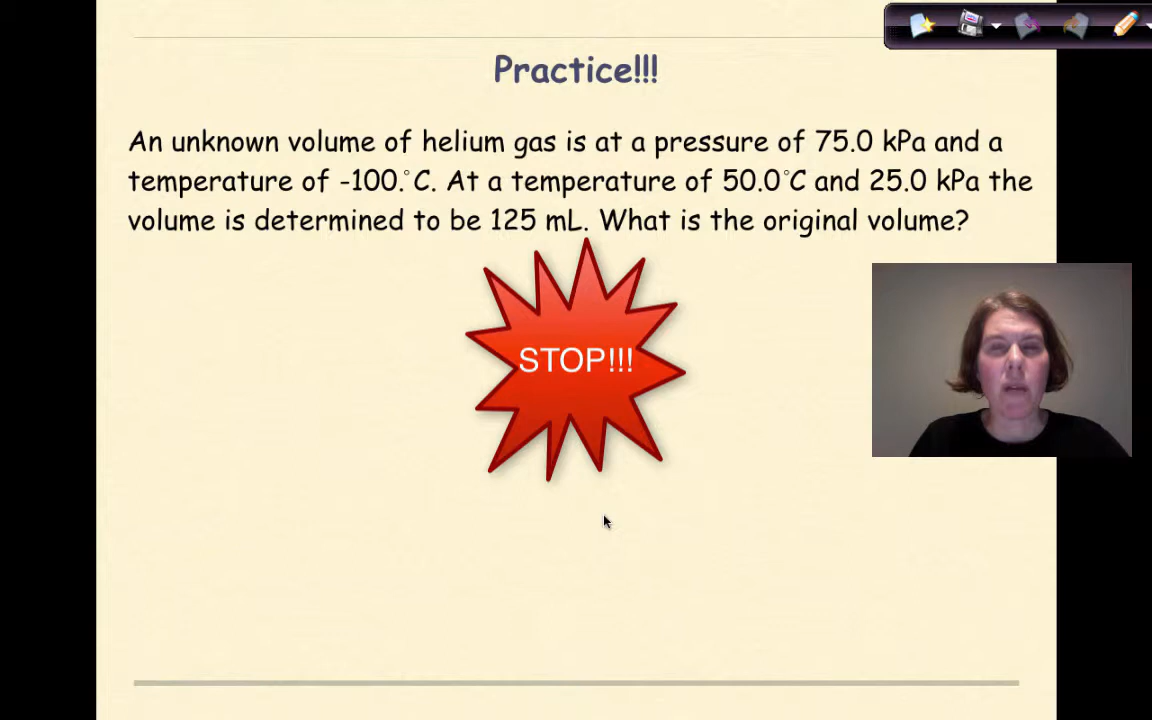 Practice!!!
An unknown volume of helium gas is at a pressure of 75.0 kPa and a
temperature of -100.°C. At a temperature of 50.0°C and 25.0 kPa the
volume is determined to be 125 mL. What is the original volume?
STOP!!!